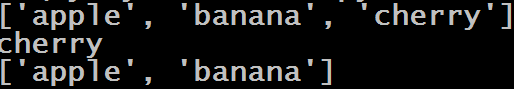 ['apple', 'banana', 'cherry']
cherry
['apple', 'banana']